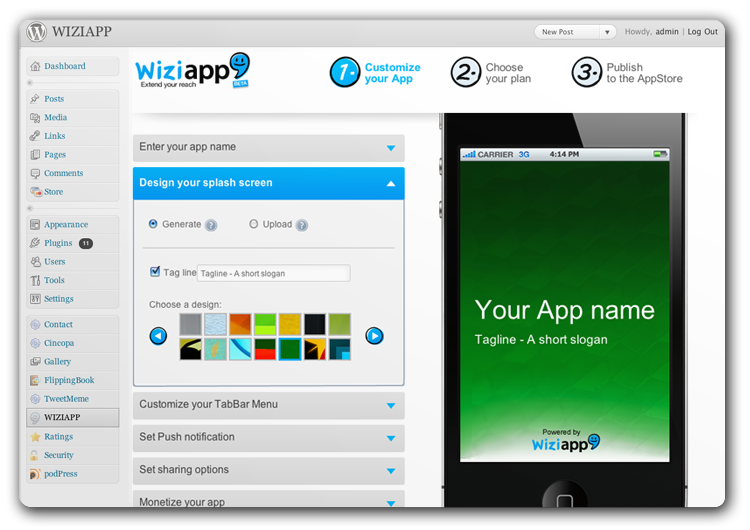 WIZIAPP
New Post
Howdy, admin | Log Out
Dashboard
Posts
Media
Links
Pages
Comments
Store
Appearance
Plugins 11
Users
Tools
Settings
Contact
Cincopa
Gallery
FlippingBook
TweetMeme
WIZIAPP
Ratings
Security
podPress
Wiziapp
Extend your reach
BETA
1. Customize
your App
2. Choose
your plan
3. Publish
to the AppStore
Enter your app name
Design your splash screen
Generate ?
Upload ?
Tag line Tagline - A short slogan
Choose a design:
Customize your TabBar Menu
Set Push notification
Set sharing options
Monetize your app
CARRIER 3G 4:14 PM
Your App name
Tagline - A short slogan
Powered by
Wiziapp